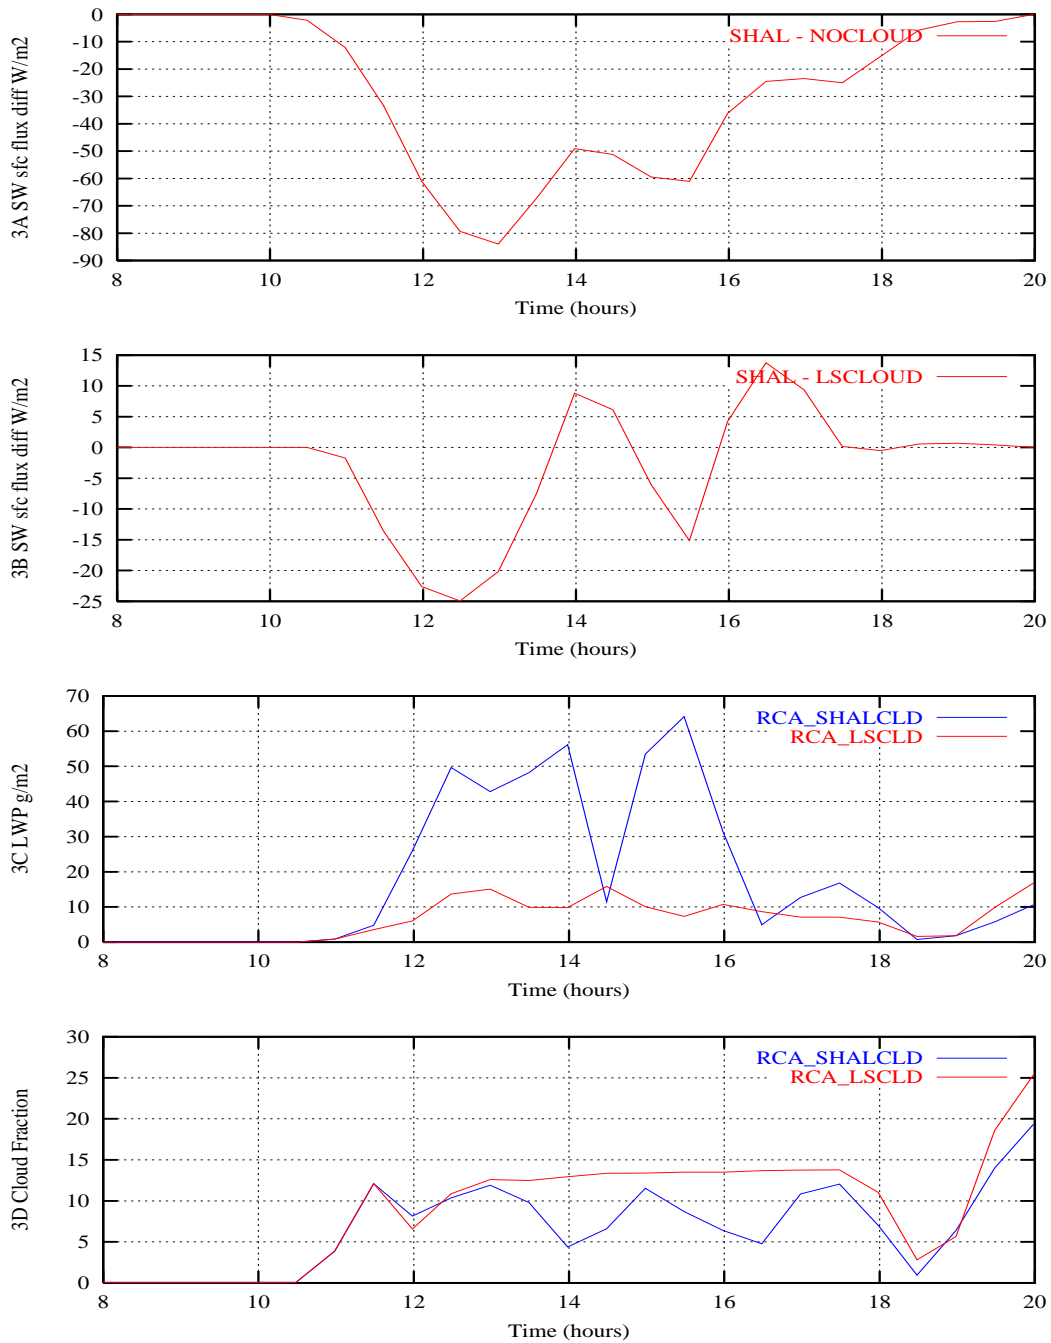 3A SW sfc flux diff W/m2
0
-10
-20
-30
-40
-50
-60
-70
-80
-90
SHAL - NOCLOUD
8 10 12 14 16 18 20
Time (hours)
3B SW sfc flux diff W/m2
15
10
5
0
-5
-10
-15
-20
-25
SHAL - LSCLOUD
8 10 12 14 16 18 20
Time (hours)
3C LWP g/m2
70
60
50
40
30
20
10
0
RCA_SHALCLD
RCA_LSCLD
8 10 12 14 16 18 20
Time (hours)
3D Cloud Fraction
30
25
20
15
10
5
0
RCA_SHALCLD
RCA_LSCLD
8 10 12 14 16 18 20
Time (hours)